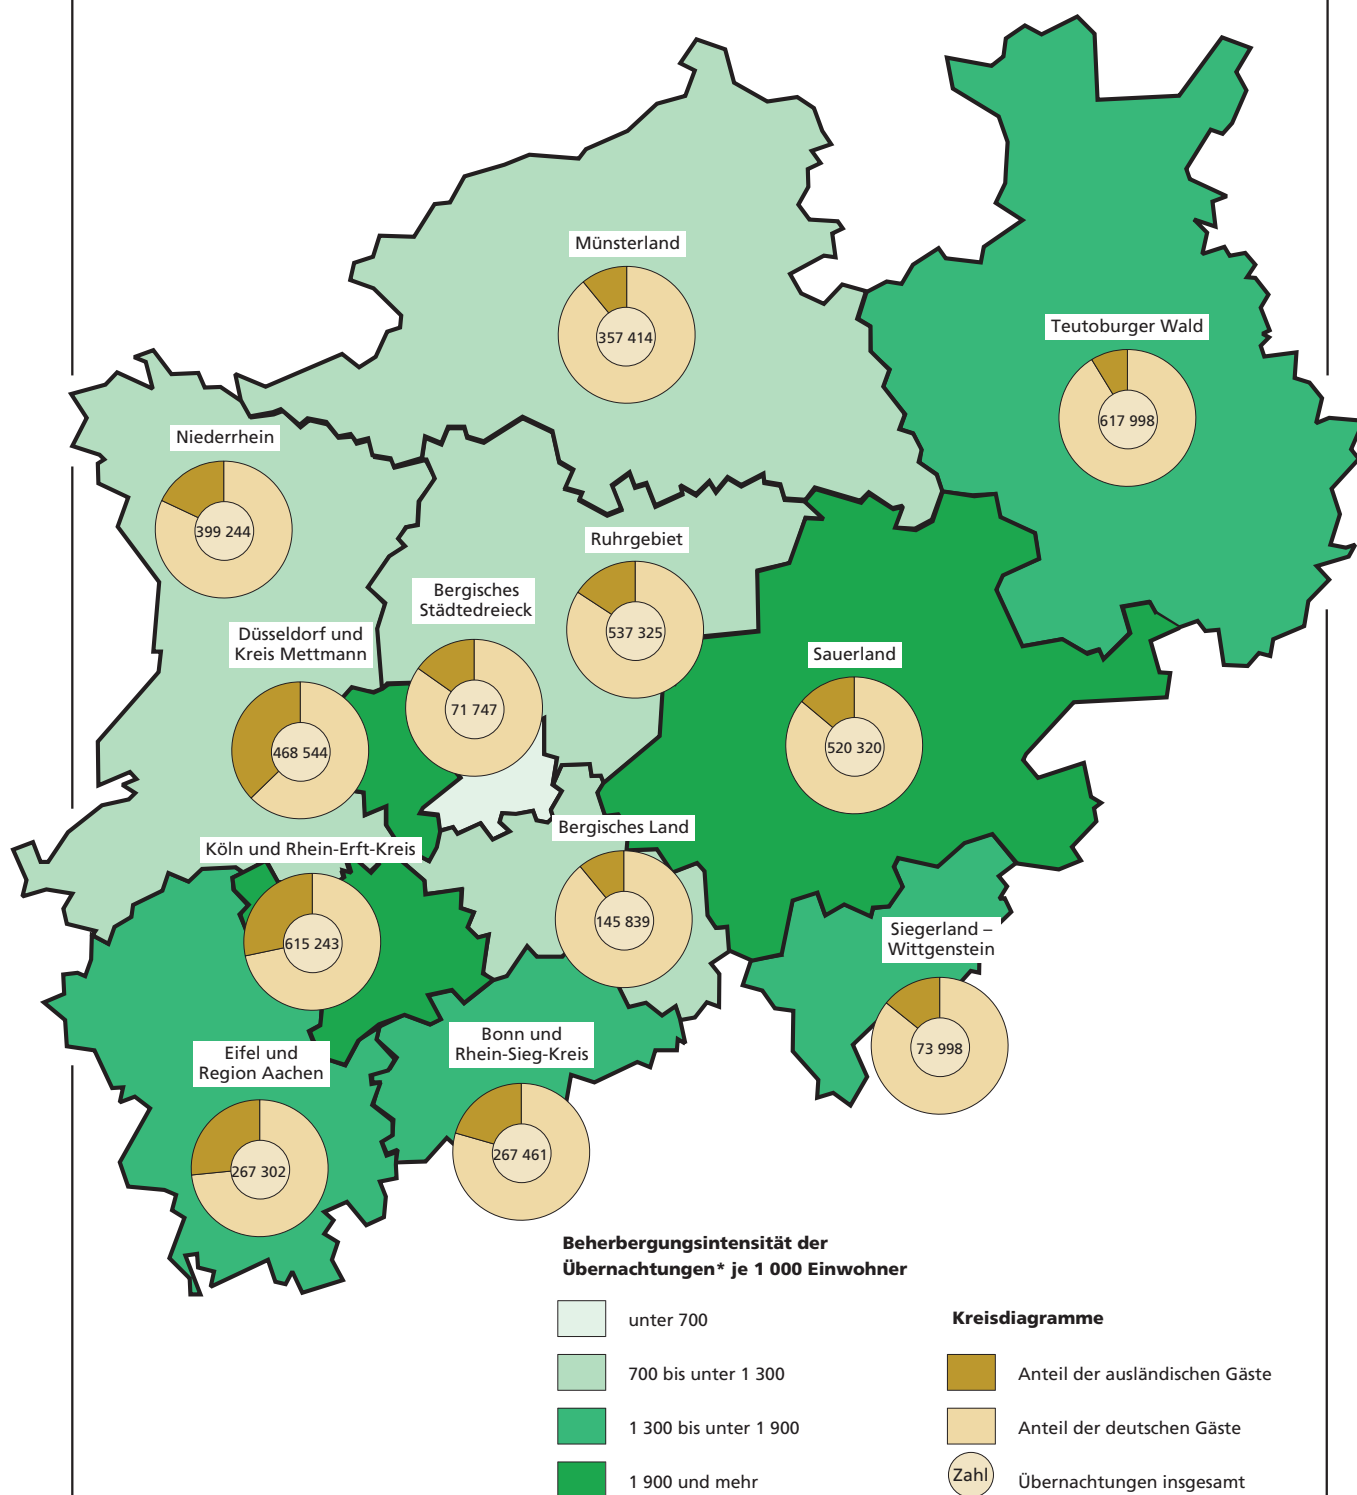 Münsterland
357 414
Teutoburger Wald
617 998
Niederrhein
399 244
Ruhrgebiet
537 325
Bergisches
Städtedreieck
71 747
Düsseldorf und
Kreis Mettmann
468 544
Sauerland
520 320
Bergisches Land
145 839
Köln und Rhein-Erft-Kreis
615 243
Siegerland –
Wittgenstein
73 998
Bonn und
Rhein-Sieg-Kreis
267 461
Eifel und
Region Aachen
267 302
Beherbergungsintensität der
Übernachtungen* je 1 000 Einwohner
unter 700
700 bis unter 1 300
1 300 bis unter 1 900
1 900 und mehr
Kreisdiagramme
Anteil der ausländischen Gäste
Anteil der deutschen Gäste
Zahl Übernachtungen insgesamt